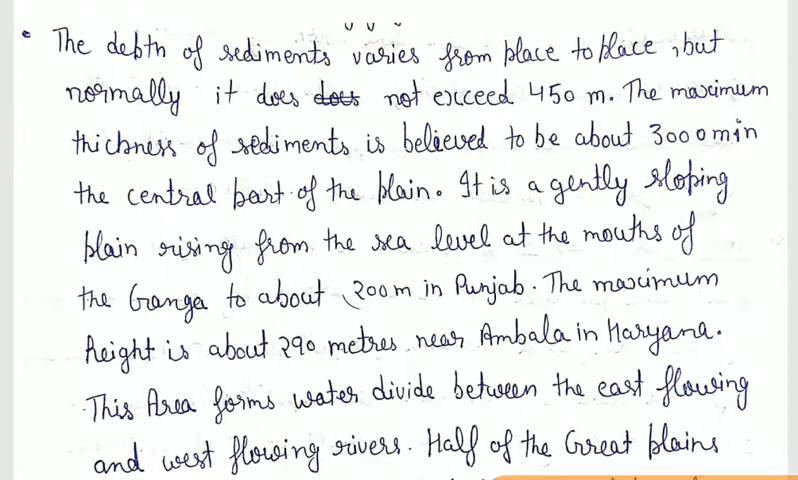 The depth of sediments varies from place to place, but
normally it does does not exceed 450 m. The maximum
thickness of sediments is believed to be about 3000 min
the central part of the plain. It is a gently sloping
plain rising from the sea level at the mouths of
the Ganga to about 200m in Punjab. The maximum
height is about 290 metres near Ambala in Haryana.
This Area forms water divide between the east flowing
and west flowing rivers. Half of the Great plains